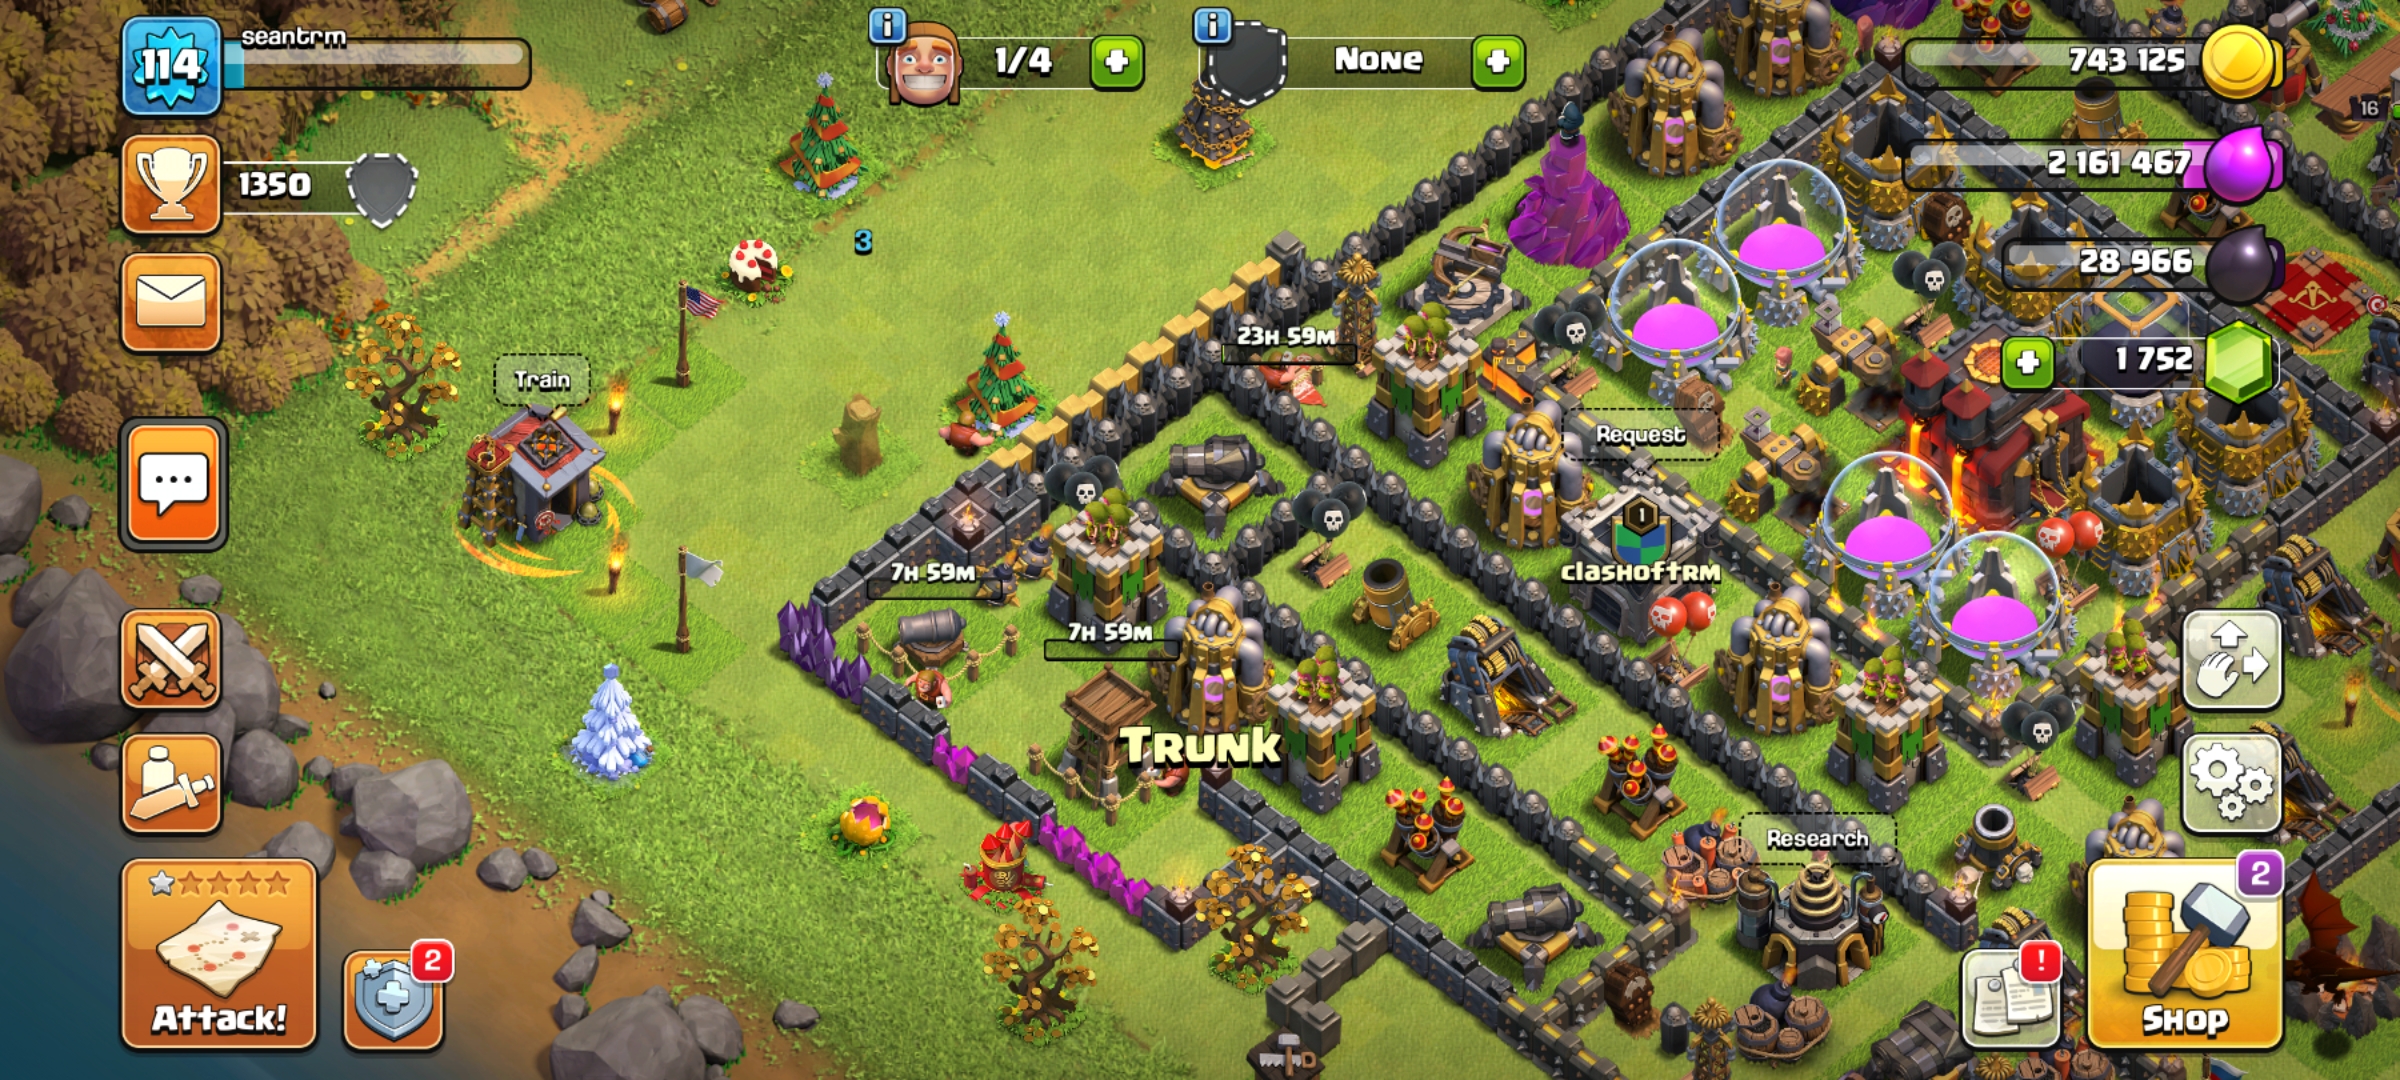 114
seantrm
1/4
None
743 125
1350
2 161 467
16
3
28 966
23H 59M
1 752
Train
Request
1
clashoftRM
7H 59M
7H 59M
Trunk
Research
2
Attack!
2
!
Shop